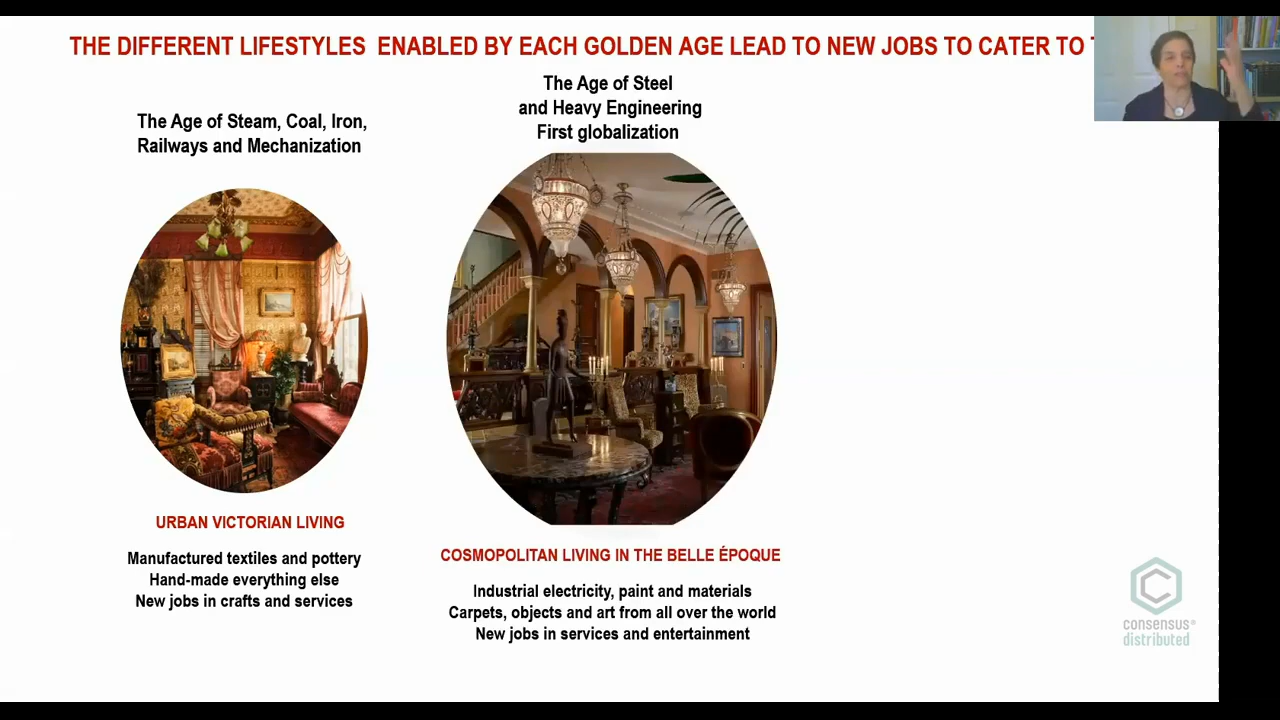 THE DIFFERENT LIFESTYLES ENABLED BY EACH GOLDEN AGE LEAD TO NEW JOBS TO CATER TO
The Age of Steam, Coal, Iron,
Railways and Mechanization
URBAN VICTORIAN LIVING
Manufactured textiles and pottery
Hand-made everything else
New jobs in crafts and services
The Age of Steel
and Heavy Engineering
First globalization
COSMOPOLITAN LIVING IN THE BELLE ÉPOQUE
Industrial electricity, paint and materials
Carpets, objects and art from all over the world
New jobs in services and entertainment
consensus®
distributed